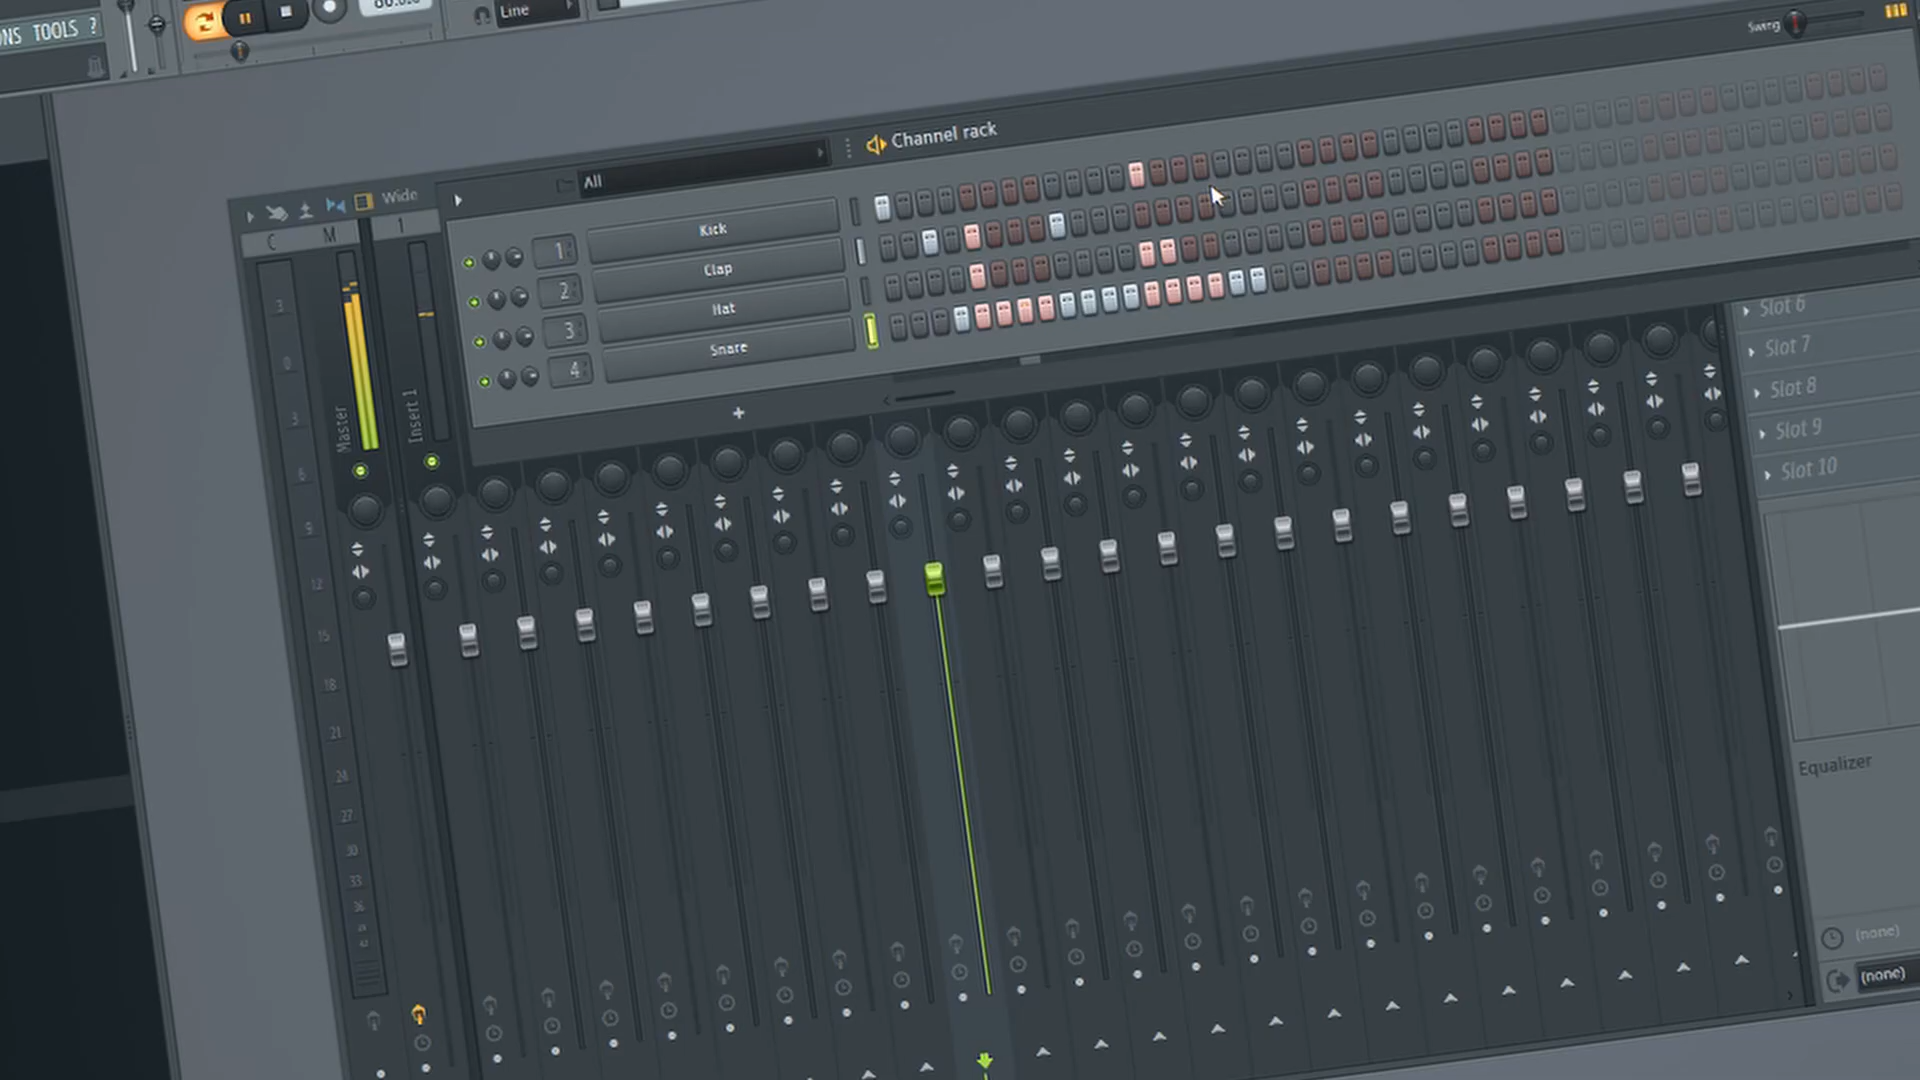 NS TOOLS ?
Line
Swing
Channel rack
All
Wide
C
M
1
Kick
1
Clap
2
Hat
3
Snare
4
Master
Insert 1
3
0
3
6
9
12
15
18
21
24
27
30
33
36
Slot 6
Slot 7
Slot 8
Slot 9
Slot 10
Equalizer
(none)
(none)